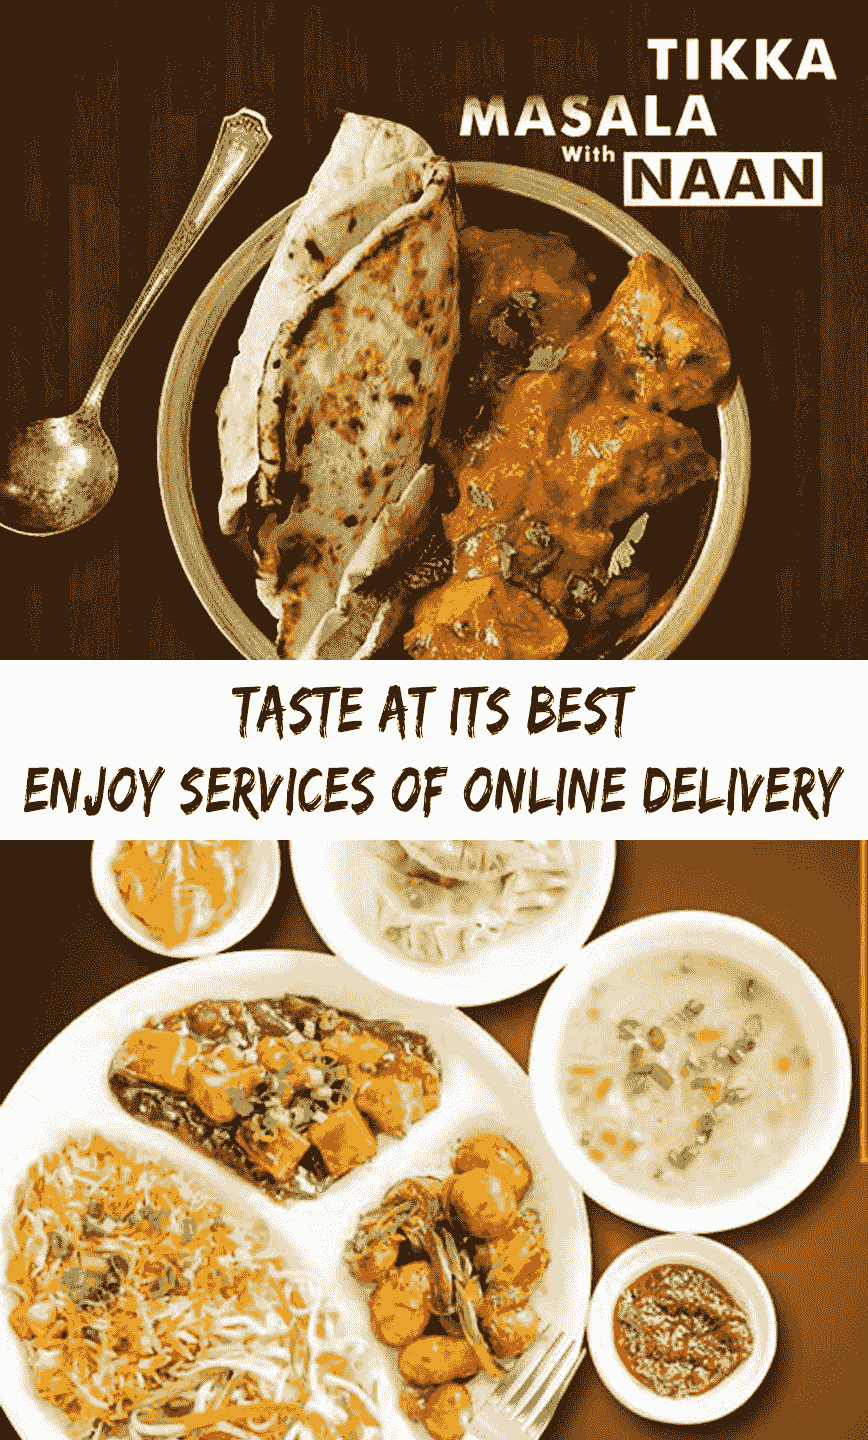 TIKKA
MASALA
With NAAN
TASTE AT ITS BEST
ENJOY SERVICES OF ONLINE DELIVERY